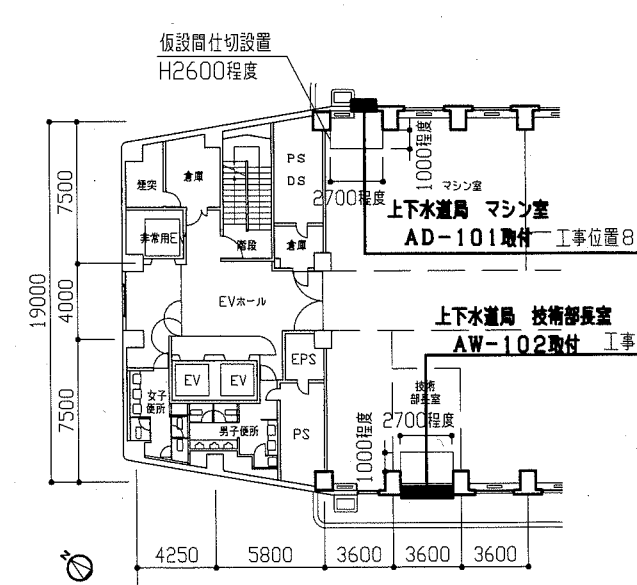 仮設間仕切設置
H2600程度
PS
DS
煙突
倉庫
2700程度
1000程度
マシン室
上下水道局 マシン室
AD-101取付
工事位置8
非常用EV
階段
倉庫
7500
4000
7500
19000
EVホール
上下水道局 技術部長室
AW-102取付
工事
EPS
EV
EV
技術
部長室
2700程度
1000程度
女子
便所
男子便所
PS
4250
5800
3600
3600
3600
N